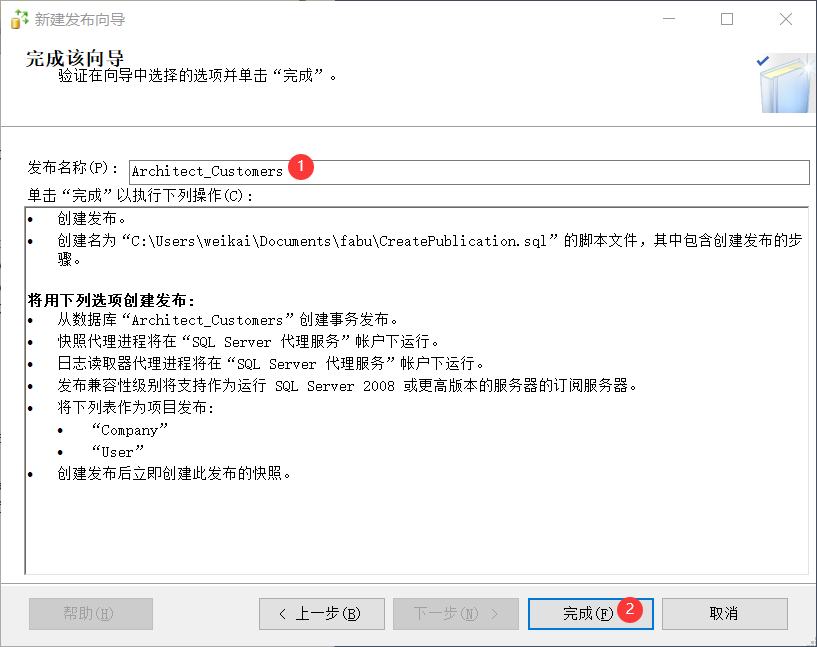 新建发布向导
完成该向导
验证在向导中选择的选项并单击“完成”。
发布名称(P): Architect_Customers 1
单击“完成”以执行下列操作(C):
• 创建发布。
• 创建名为“C:\Users\weikai\Documents\fabu\CreatePublication.sql”的脚本文件，其中包含创建发布的步
骤。
将用下列选项创建发布:
• 从数据库“Architect_Customers”创建事务发布。
• 快照代理进程将在“SQL Server 代理服务”帐户下运行。
• 日志读取器代理进程将在“SQL Server 代理服务”帐户下运行。
• 发布兼容性级别将支持作为运行 SQL Server 2008 或更高版本的服务器的订阅服务器。
• 将下列表作为项目发布:
• “Company”
• “User”
• 创建发布后立即创建此发布的快照。
帮助(H) < 上一步(B) 下一步(N) > 完成(F) 2 取消